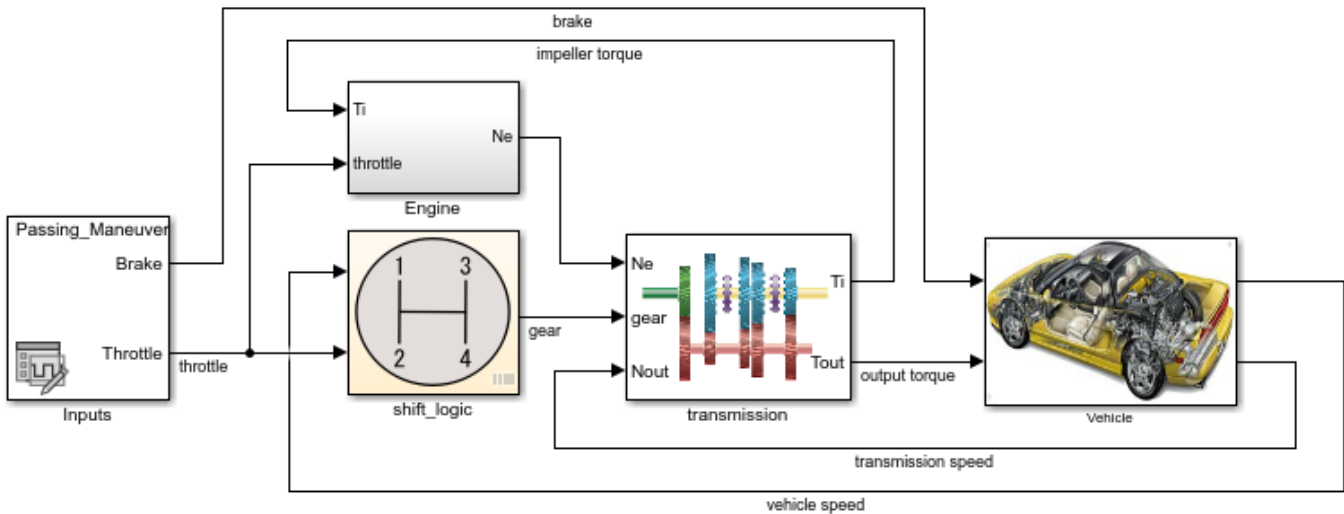 brake
impeller torque
Ti
Ne
throttle
Engine
Passing_Maneuver
Brake
Throttle
throttle
Inputs
1 3
2 4
gear
shift_logic
Ne
gear
Nout
Ti
Tout
transmission
output torque
Vehicle
transmission speed
vehicle speed